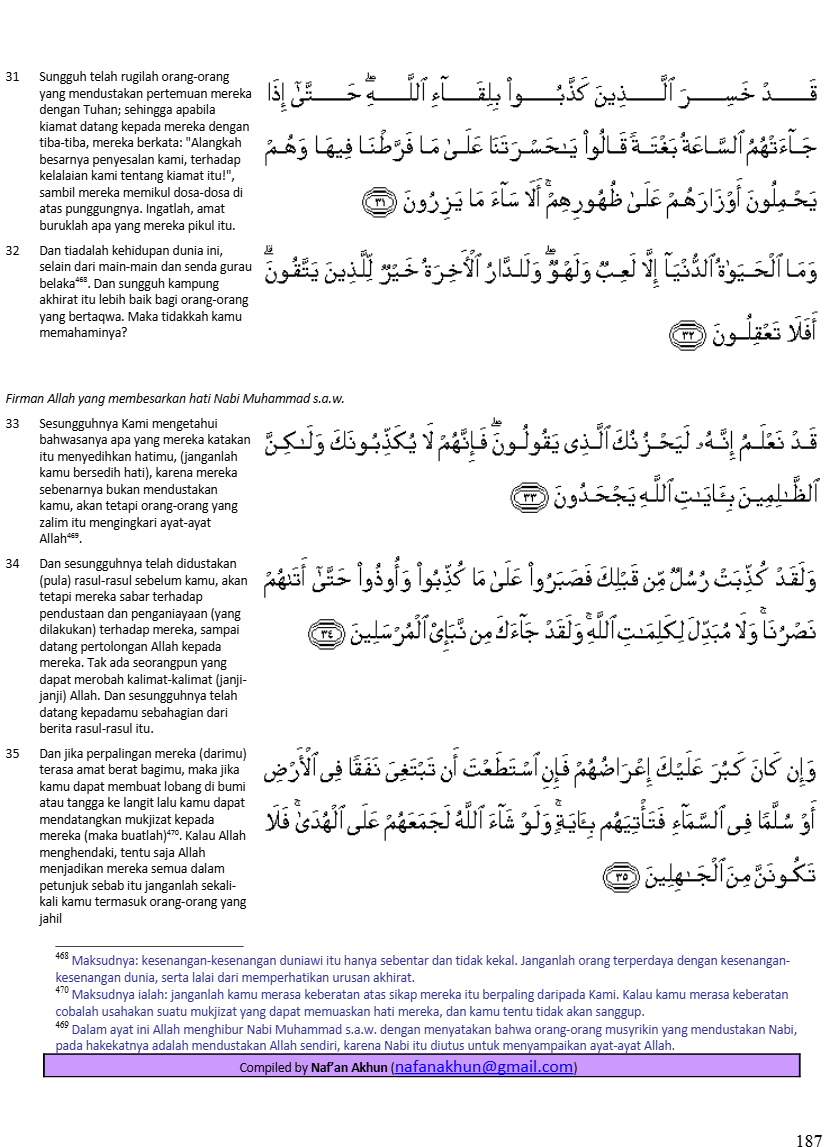 31 Sungguh telah rugilah orang-orang
yang mendustakan pertemuan mereka
dengan Tuhan; sehingga apabila
kiamat datang kepada mereka dengan
tiba-tiba, mereka berkata: "Alangkah
besarnya penyesalan kami, terhadap
kelalaian kami tentang kiamat itu!",
sambil mereka memikul dosa-dosa di
atas punggungnya. Ingatlah, amat
buruklah apa yang mereka pikul itu.
قَدْ خَسِرَ ٱلَّذِينَ كَذَّبُوا۟ بِلِقَآءِ ٱللَّهِ ۖ حَتَّىٰٓ إِذَا
جَآءَتْهُمُ ٱلسَّاعَةُ بَغْتَةً قَالُوا۟ يَـٰحَسْرَتَنَا عَلَىٰ مَا فَرَّطْنَا فِيهَا وَهُمْ
يَحْمِلُونَ أَوْزَارَهُمْ عَلَىٰ ظُهُورِهِمْ ۚ أَلَا سَآءَ مَا يَزِرُونَ ٣١
32 Dan tiadalah kehidupan dunia ini,
selain dari main-main dan senda gurau
belaka⁴⁶⁸. Dan sungguh kampung
akhirat itu lebih baik bagi orang-orang
yang bertaqwa. Maka tidakkah kamu
memahaminya?
وَمَا ٱلْحَيَوٰةُ ٱلدُّنْيَآ إِلَّا لَعِبٌ وَلَهْوٌ ۖ وَلَلدَّارُ ٱلْأَخِرَةُ خَيْرٌ لِّلَّذِينَ يَتَّقُونَ ۗ
أَفَلَا تَعْقِلُونَ ٣٢
Firman Allah yang membesarkan hati Nabi Muhammad s.a.w.
33 Sesungguhnya Kami mengetahui
bahwasanya apa yang mereka katakan
itu menyedihkan hatimu, (janganlah
kamu bersedih hati), karena mereka
sebenarnya bukan mendustakan
kamu, akan tetapi orang-orang yang
zalim itu mengingkari ayat-ayat
Allah⁴⁶⁹.
قَدْ نَعْلَمُ إِنَّهُۥ لَيَحْزُنُكَ ٱلَّذِى يَقُولُونَ ۖ فَإِنَّهُمْ لَا يُكَذِّبُونَكَ وَلَـٰكِنَّ
ٱلظَّـٰلِمِينَ بِـَٔايَـٰتِ ٱللَّهِ يَجْحَدُونَ ٣٣
34 Dan sesungguhnya telah didustakan
(pula) rasul-rasul sebelum kamu, akan
tetapi mereka sabar terhadap
pendustaan dan penganiayaan (yang
dilakukan) terhadap mereka, sampai
datang pertolongan Allah kepada
mereka. Tak ada seorangpun yang
dapat merobah kalimat-kalimat (janji-
janji) Allah. Dan sesungguhnya telah
datang kepadamu sebahagian dari
berita rasul-rasul itu.
وَلَقَدْ كُذِّبَتْ رُسُلٌ مِّن قَبْلِكَ فَصَبَرُوا۟ عَلَىٰ مَا كُذِّبُوا۟ وَأُوذُوا۟ حَتَّىٰٓ أَتَىٰهُمْ
نَصْرُنَا ۚ وَلَا مُبَدِّلَ لِكَلِمَـٰتِ ٱللَّهِ ۚ وَلَقَدْ جَآءَكَ مِن نَّبَإِى۟ ٱلْمُرْسَلِينَ ٣٤
35 Dan jika perpalingan mereka (darimu)
terasa amat berat bagimu, maka jika
kamu dapat membuat lobang di bumi
atau tangga ke langit lalu kamu dapat
mendatangkan mukjizat kepada
mereka (maka buatlah)⁴⁷⁰. Kalau Allah
menghendaki, tentu saja Allah
menjadikan mereka semua dalam
petunjuk sebab itu janganlah sekali-
kali kamu termasuk orang-orang yang
jahil
وَإِن كَانَ كَبُرَ عَلَيْكَ إِعْرَاضُهُمْ فَإِنِ ٱسْتَطَعْتَ أَن تَبْتَغِىَ نَفَقًا فِى ٱلْأَرْضِ
أَوْ سُلَّمًا فِى ٱلسَّمَآءِ فَتَأْتِيَهُم بِـَٔايَةٍ ۚ وَلَوْ شَآءَ ٱللَّهُ لَجَمَعَهُمْ عَلَى ٱلْهُدَىٰ ۚ فَلَا
تَكُونَنَّ مِنَ ٱلْجَـٰهِلِينَ ٣٥
⁴⁶⁸ Maksudnya: kesenangan-kesenangan duniawi itu hanya sebentar dan tidak kekal. Janganlah orang terperdaya dengan kesenangan-
kesenangan dunia, serta lalai dari memperhatikan urusan akhirat.
⁴⁷⁰ Maksudnya ialah: janganlah kamu merasa keberatan atas sikap mereka itu berpaling daripada Kami. Kalau kamu merasa keberatan
cobalah usahakan suatu mukjizat yang dapat memuaskan hati mereka, dan kamu tentu tidak akan sanggup.
⁴⁶⁹ Dalam ayat ini Allah menghibur Nabi Muhammad s.a.w. dengan menyatakan bahwa orang-orang musyrikin yang mendustakan Nabi,
pada hakekatnya adalah mendustakan Allah sendiri, karena Nabi itu diutus untuk menyampaikan ayat-ayat Allah.
Compiled by Naf'an Akhun (nafanakhun@gmail.com)
187